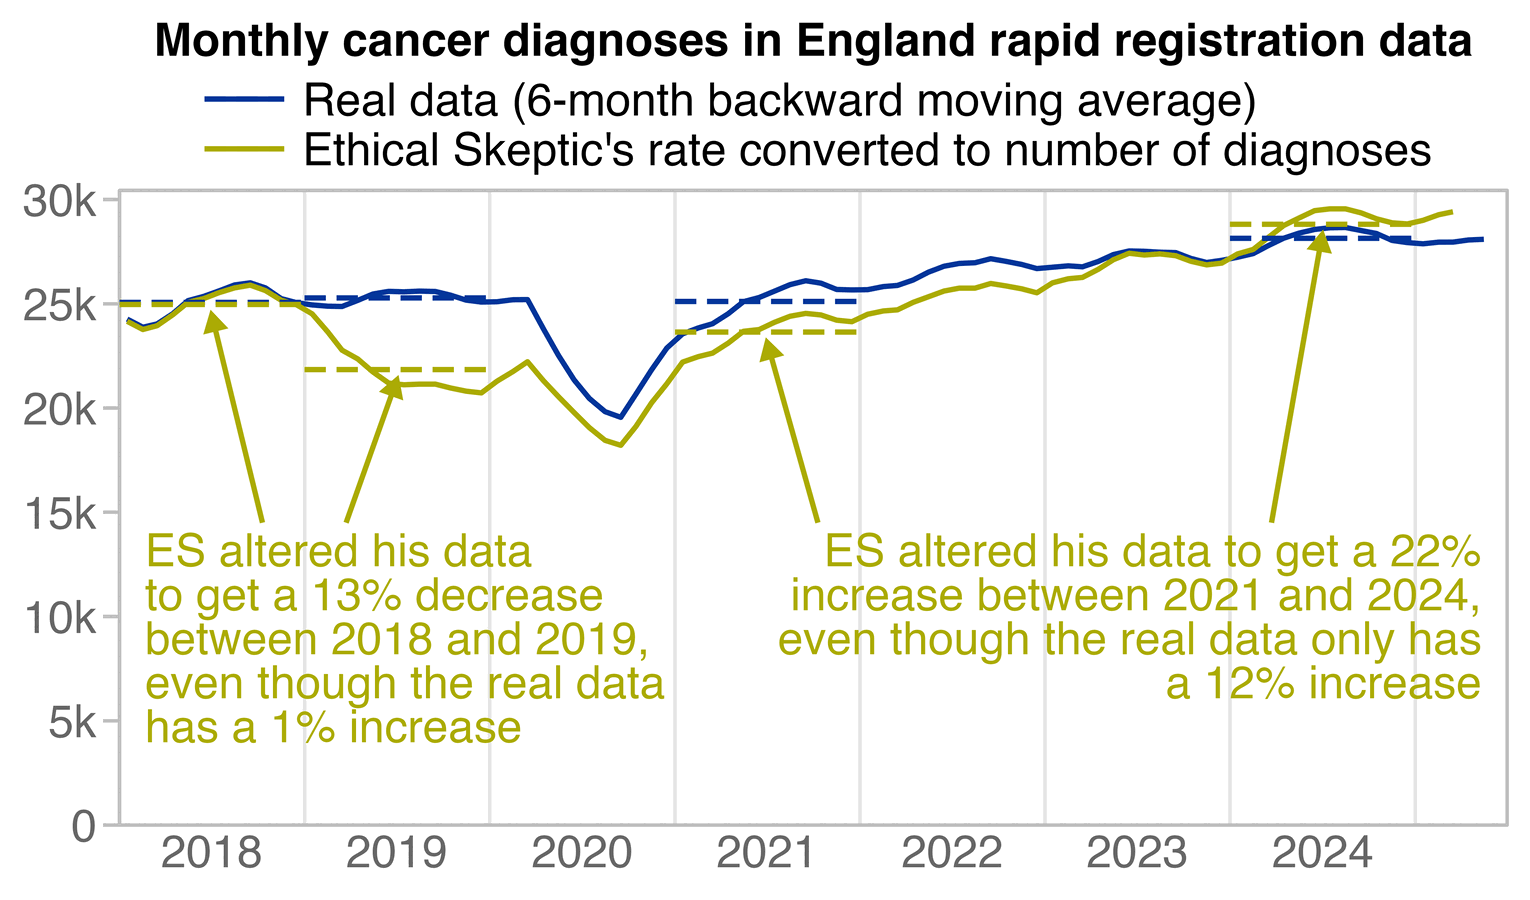 Monthly cancer diagnoses in England rapid registration data
Real data (6-month backward moving average)
Ethical Skeptic's rate converted to number of diagnoses
30k
25k
20k
15k
10k
5k
0
ES altered his data
to get a 13% decrease
between 2018 and 2019,
even though the real data
has a 1% increase
ES altered his data to get a 22%
increase between 2021 and 2024,
even though the real data only has
a 12% increase
2018 2019 2020 2021 2022 2023 2024